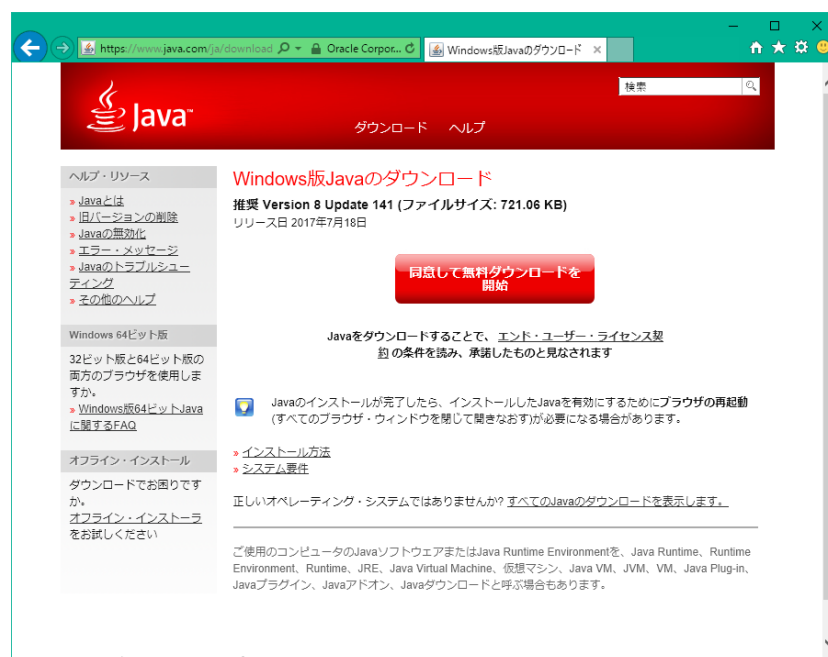 https://www.java.com/ja/download
Oracle Corpor...
Windows版Javaのダウンロード
Java™
検索
ダウンロード ヘルプ
ヘルプ・リソース
» Javaとは
» 旧バージョンの削除
» Javaの無効化
» エラー・メッセージ
» Javaのトラブルシュー
ティング
» その他のヘルプ
Windows 64ビット版
32ビット版と64ビット版の
両方のブラウザを使用しま
すか。
» Windows版64ビットJava
に関するFAQ
オフライン・インストール
ダウンロードでお困りです
か。
オフライン・インストーラ
をお試しください
Windows版Javaのダウンロード
推奨 Version 8 Update 141 (ファイルサイズ: 721.06 KB)
リリース日 2017年7月18日
同意して無料ダウンロードを
開始
Javaをダウンロードすることで、 エンド・ユーザー・ライセンス契
約 の条件を読み、承諾したものと見なされます
Javaのインストールが完了したら、インストールしたJavaを有効にするためにブラウザの再起動
(すべてのブラウザ・ウィンドウを閉じて開きなおす)が必要になる場合があります。
» インストール方法
» システム要件
正しいオペレーティング・システムではありませんか? すべてのJavaのダウンロードを表示します。
ご使用のコンピュータのJavaソフトウェアまたはJava Runtime Environmentを、Java Runtime、Runtime
Environment、Runtime、JRE、Java Virtual Machine、仮想マシン、Java VM、JVM、VM、Java Plug-in、
Javaプラグイン、Javaアドオン、Javaダウンロードと呼ぶ場合もあります。